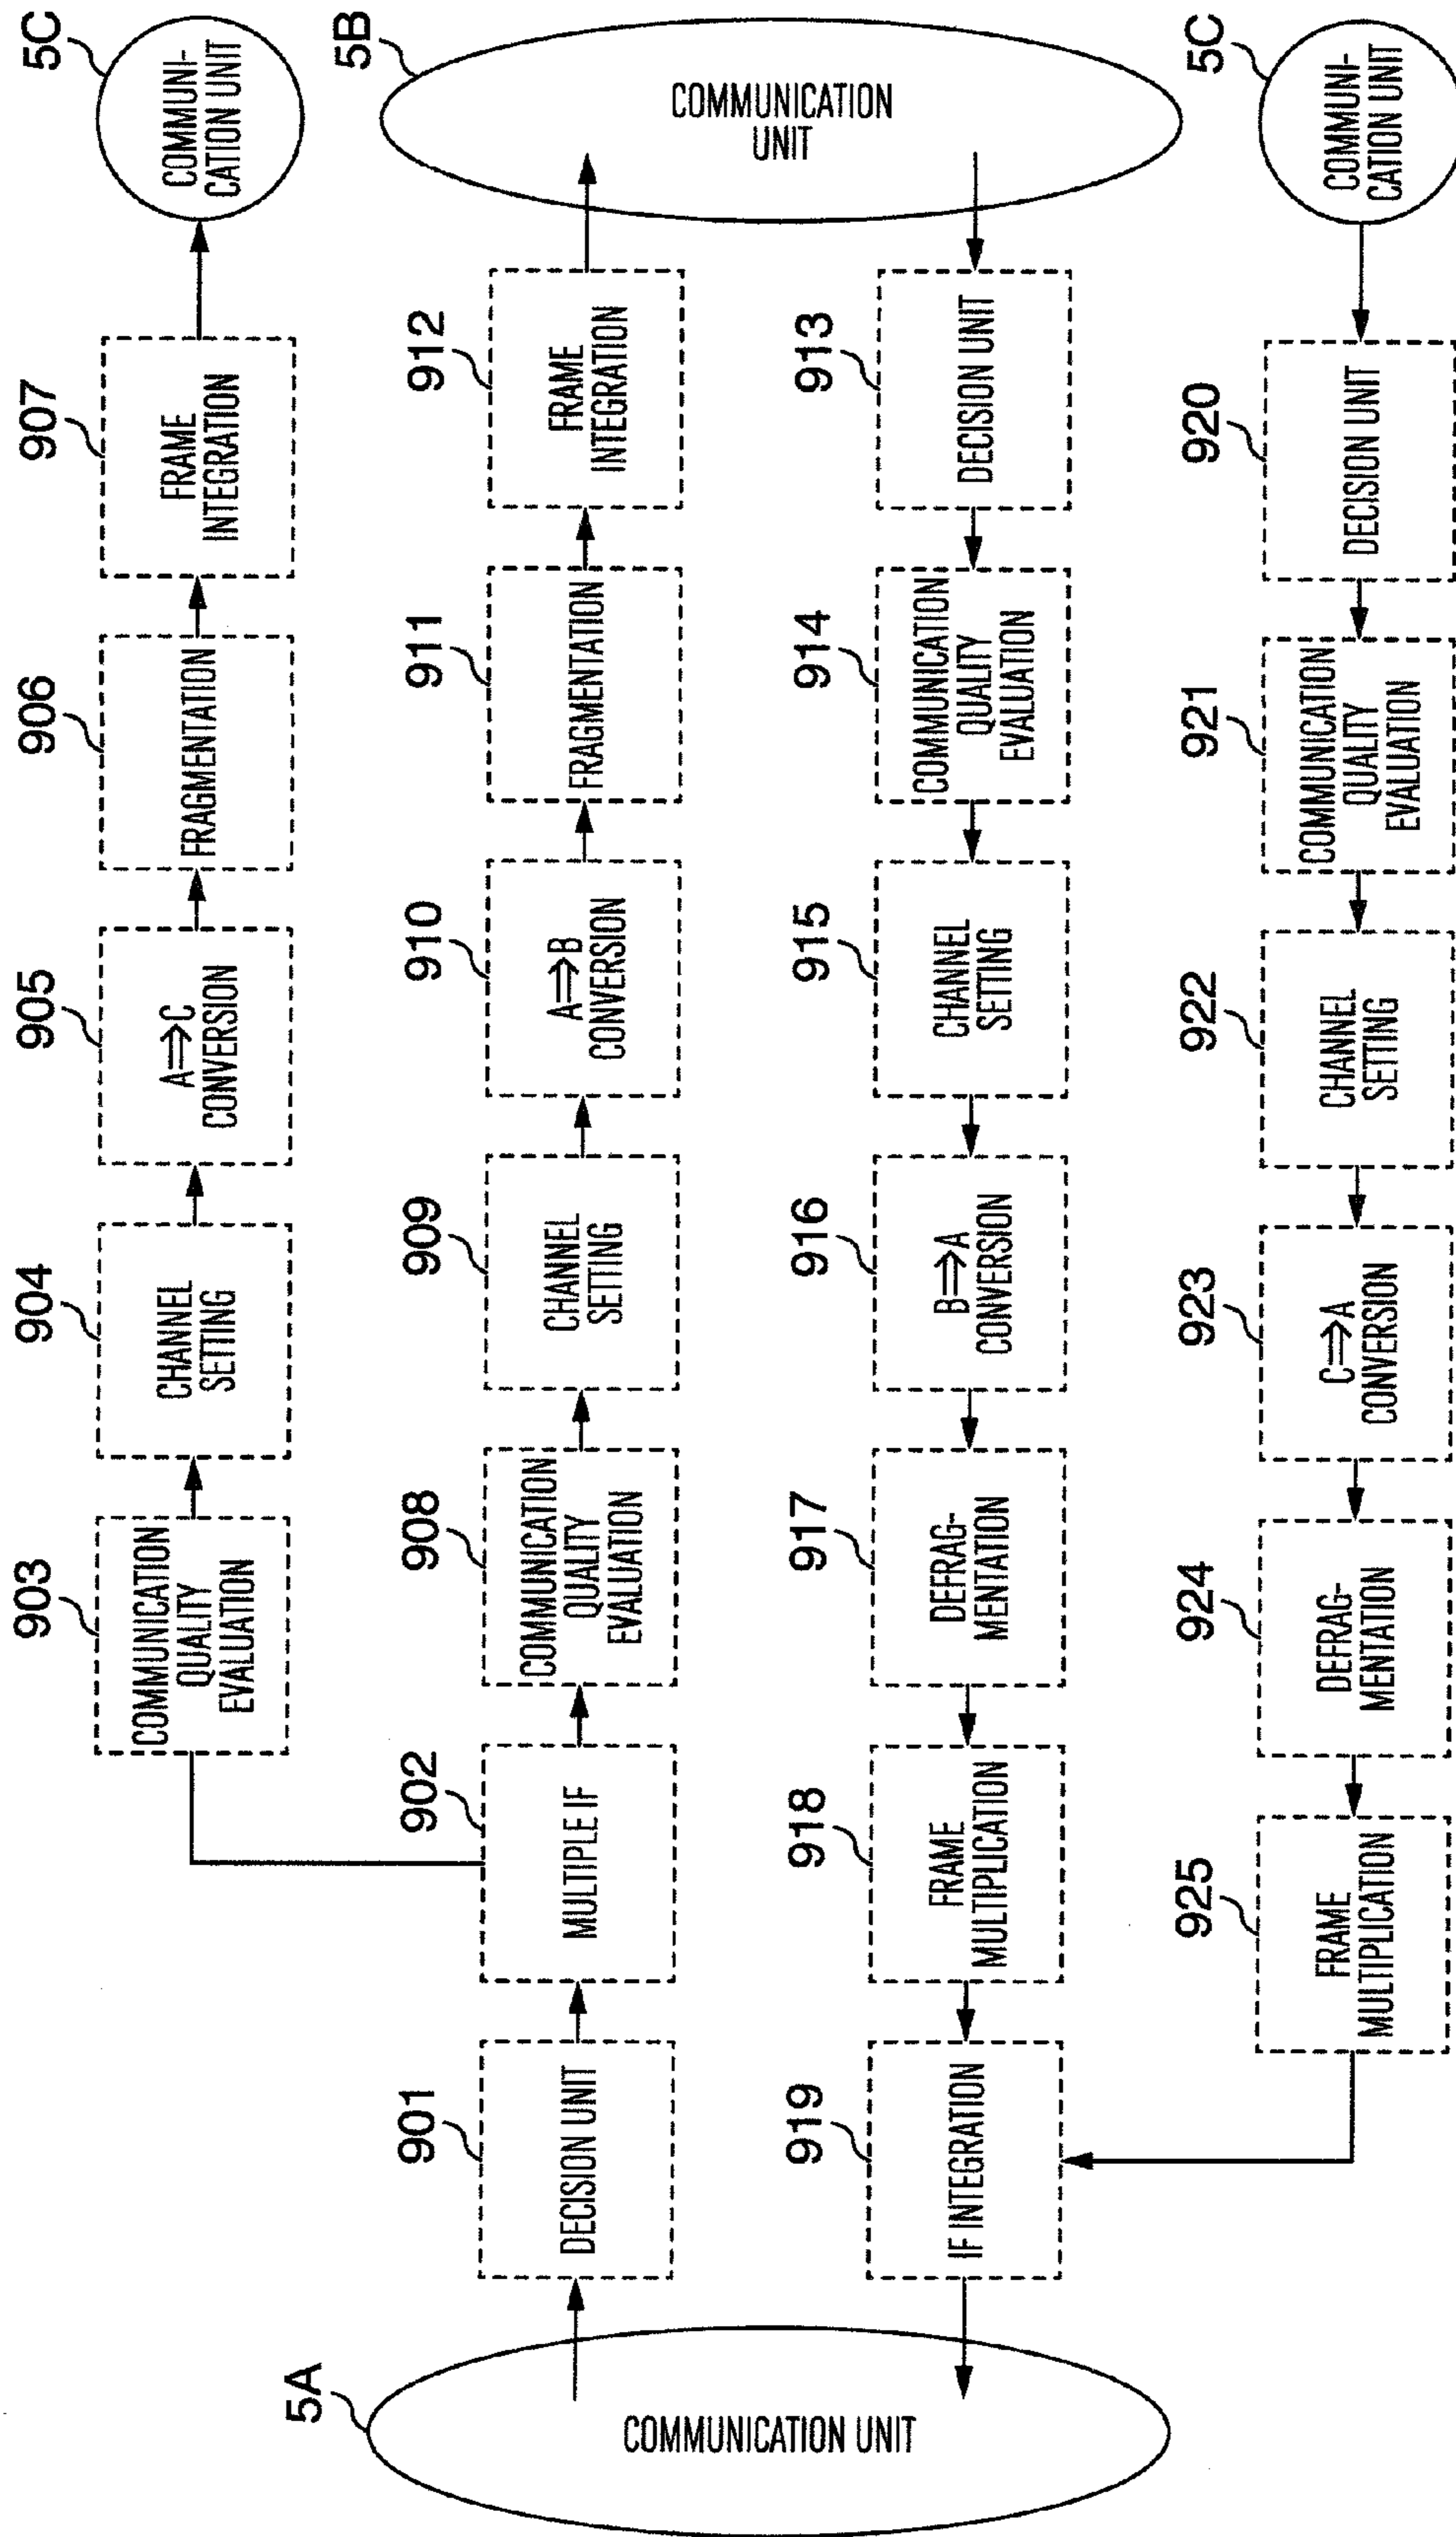 5A
COMMUNICATION UNIT
901
DECISION UNIT
902
MULTIPLE IF
903
COMMUNICATION
QUALITY
EVALUATION
904
CHANNEL
SETTING
905
A⇒C
CONVERSION
906
FRAGMENTATION
907
FRAME
INTEGRATION
5C
COMMUNI-
CATION UNIT
908
COMMUNICATION
QUALITY
EVALUATION
909
CHANNEL
SETTING
910
A⇒B
CONVERSION
911
FRAGMENTATION
912
FRAME
INTEGRATION
5B
COMMUNICATION
UNIT
913
DECISION UNIT
914
COMMUNICATION
QUALITY
EVALUATION
915
CHANNEL
SETTING
916
B⇒A
CONVERSION
917
DEFRAG-
MENTATION
918
FRAME
MULTIPLICATION
919
IF INTEGRATION
5C
COMMUNI-
CATION UNIT
920
DECISION UNIT
921
COMMUNICATION
QUALITY
EVALUATION
922
CHANNEL
SETTING
923
C⇒A
CONVERSION
924
DEFRAG-
MENTATION
925
FRAME
MULTIPLICATION